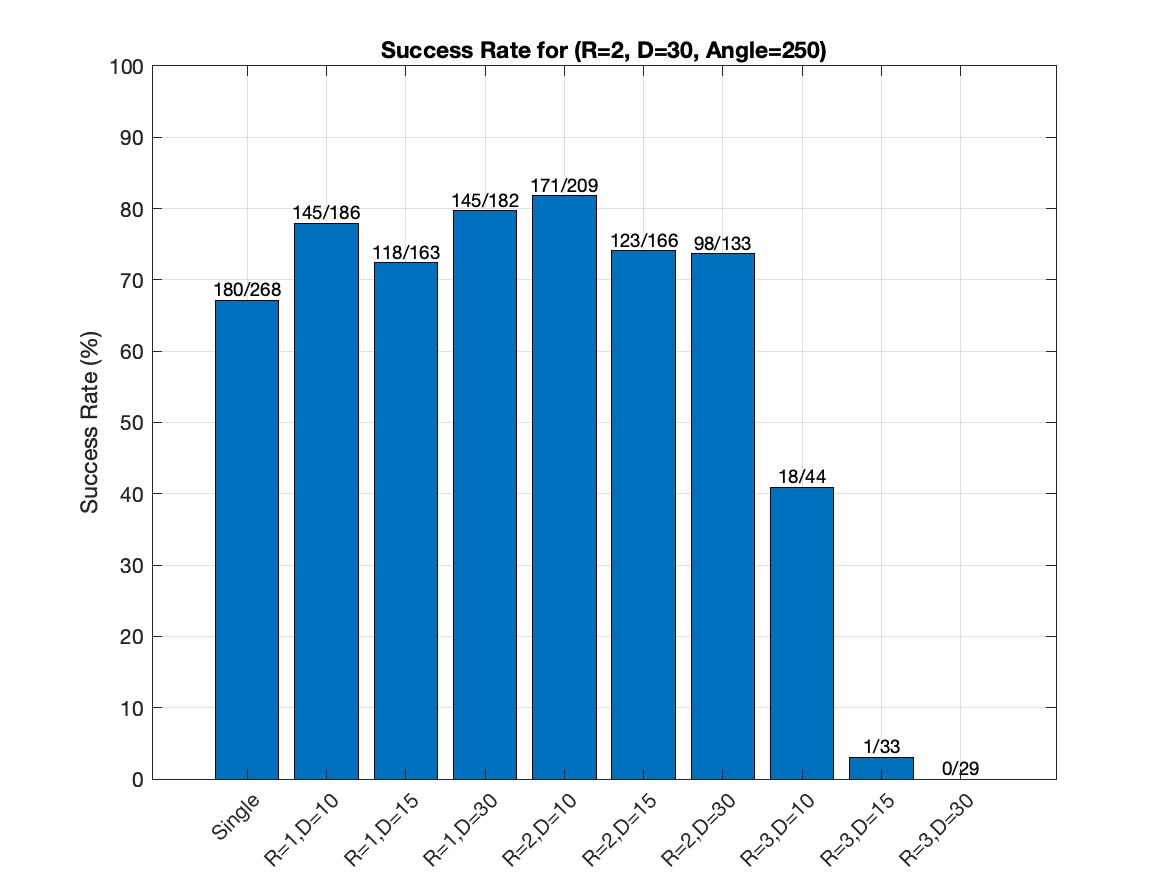 Success Rate for (R=2, D=30, Angle=250)
Success Rate (%)
100
90
80
70
60
50
40
30
20
10
0
180/268
145/186
118/163
145/182
171/209
123/166
98/133
18/44
1/33
0/29
Single
R=1,D=10
R=1,D=15
R=1,D=30
R=2,D=10
R=2,D=15
R=2,D=30
R=3,D=10
R=3,D=15
R=3,D=30